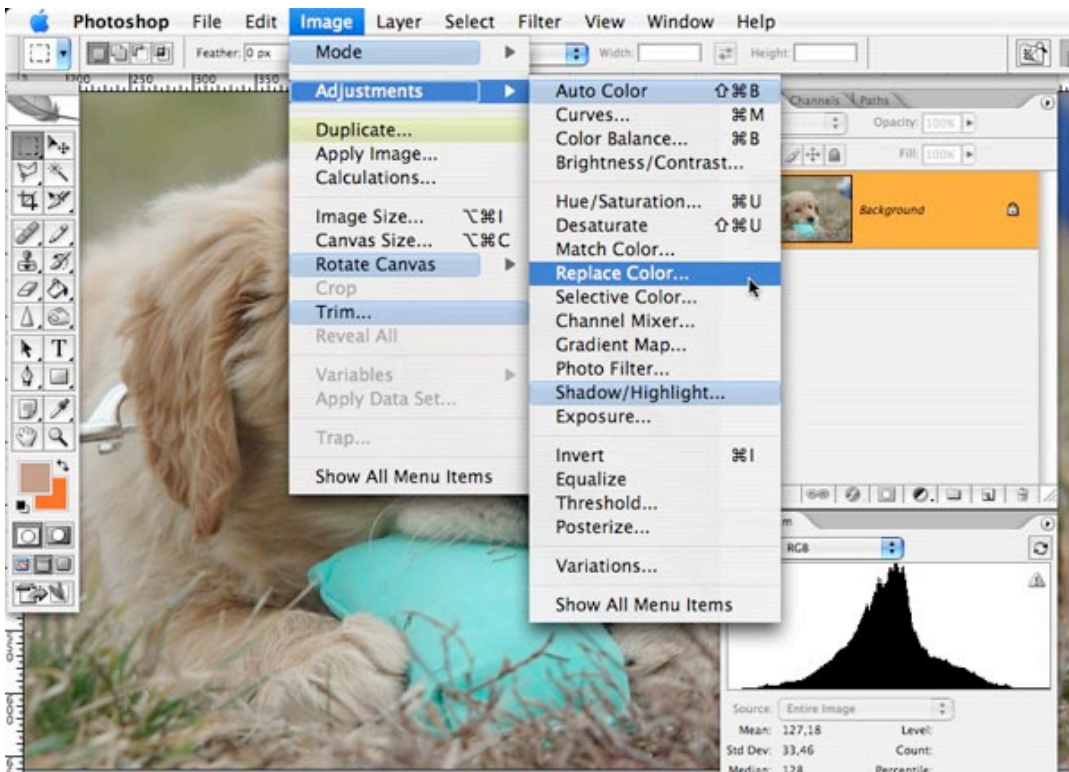 Photoshop File Edit Image Layer Select Filter View Window Help
Feather: 0 px
Width:
Height:
1200 1250 1300 1350
Mode
Adjustments
Duplicate...
Apply Image...
Calculations...
Image Size... ⌥⌘I
Canvas Size... ⌥⌘C
Rotate Canvas
Crop
Trim...
Reveal All
Variables
Apply Data Set...
Trap...
Show All Menu Items
Auto Color ⇧⌘B
Curves... ⌘M
Color Balance... ⌘B
Brightness/Contrast...
Hue/Saturation... ⌘U
Desaturate ⇧⌘U
Match Color...
Replace Color...
Selective Color...
Channel Mixer...
Gradient Map...
Photo Filter...
Shadow/Highlight...
Exposure...
Invert ⌘I
Equalize
Threshold...
Posterize...
Variations...
Show All Menu Items
Channels Paths
Opacity: 100%
Fill: 100%
Background
RGB
Source: Entire Image
Mean: 127,18 Level:
Std Dev: 33,46 Count:
Median: 128 Percentile: